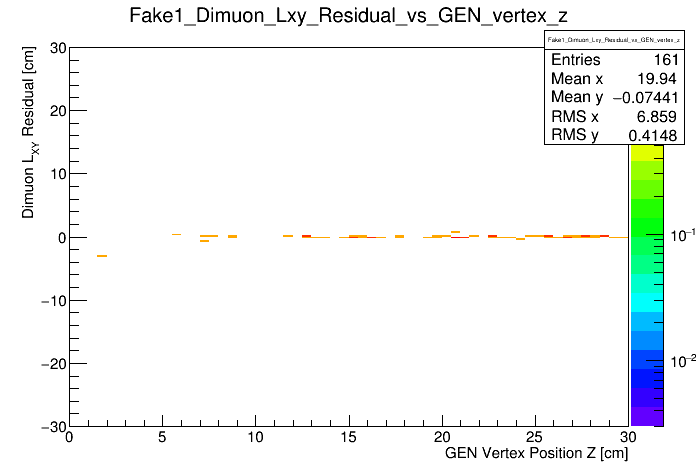 Fake1_Dimuon_Lxy_Residual_vs_GEN_vertex_z
Fake1_Dimuon_Lxy_Residual_vs_GEN_vertex_z
Entries 161
Mean x 19.94
Mean y −0.07441
RMS x 6.859
RMS y 0.4148
Dimuon LXY Residual [cm]
30
20
10
0
−10
−20
−30
0 5 10 15 20 25 30
GEN Vertex Position Z [cm]
10−1
10−2